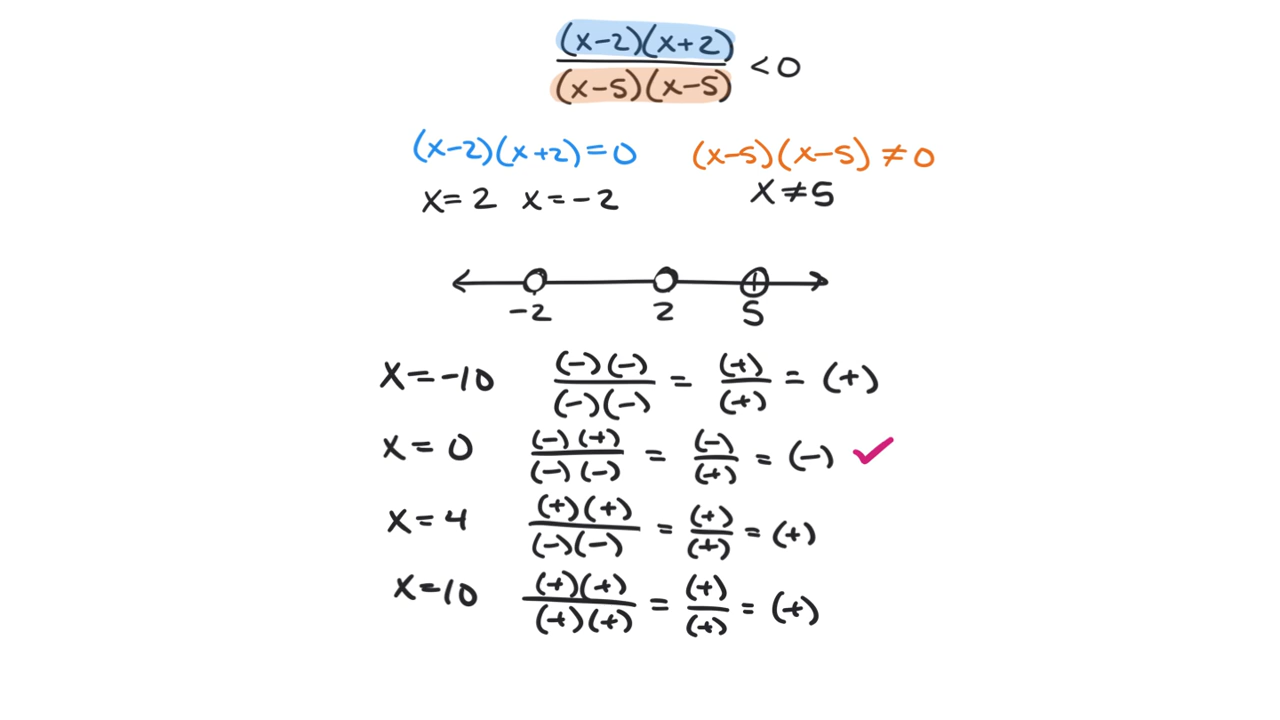 (x-2)(x+2)
(x-5)(x-5) < 0
(x-2)(x+2) = 0 (x-5)(x-5) ≠ 0
x = 2 x = -2 x ≠ 5
-2 2 5
x = -10 (-)(-) / (-)(-) = (+) / (+) = (+)
x = 0 (-)(+) / (-)(-) = (-) / (+) = (-) ✓
x = 4 (+)(+) / (-)(-) = (+) / (+) = (+)
x = 10 (+)(+) / (+)(+) = (+) / (+) = (+)